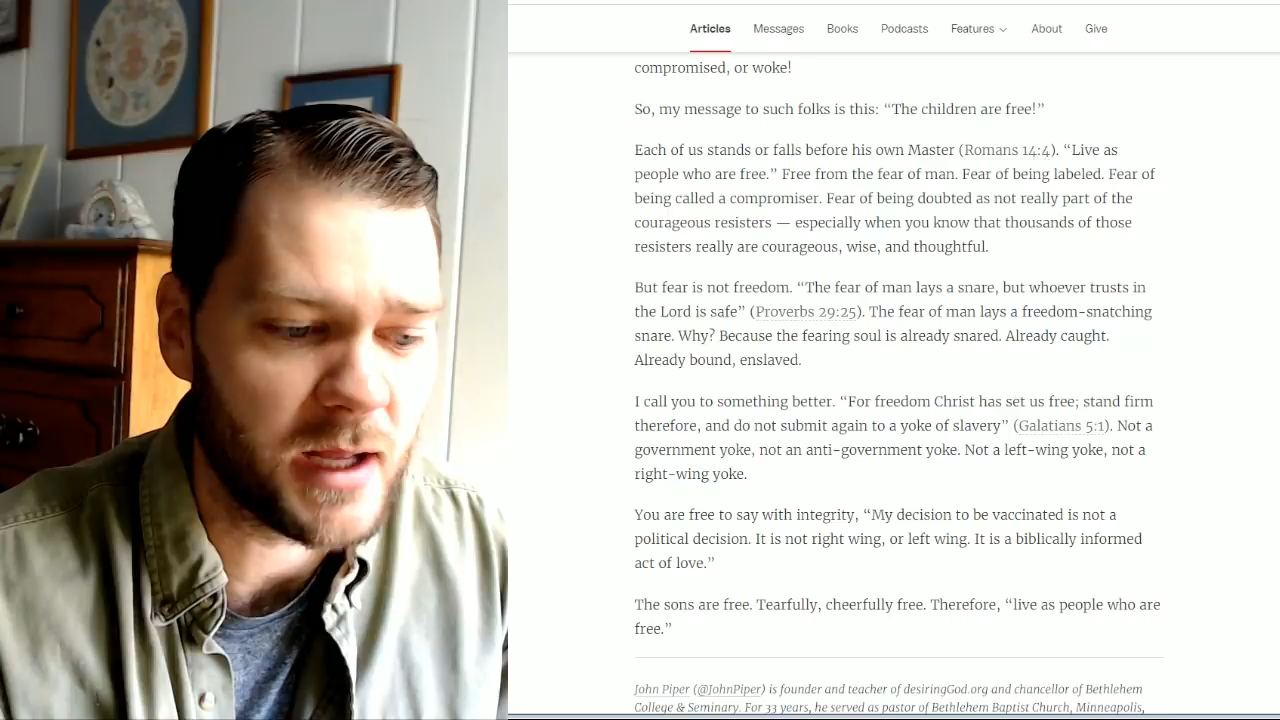 Articles Messages Books Podcasts Features About Give
compromised, or woke!
So, my message to such folks is this: “The children are free!”
Each of us stands or falls before his own Master (Romans 14:4). “Live as
people who are free.” Free from the fear of man. Fear of being labeled. Fear of
being called a compromiser. Fear of being doubted as not really part of the
courageous resisters — especially when you know that thousands of those
resisters really are courageous, wise, and thoughtful.
But fear is not freedom. “The fear of man lays a snare, but whoever trusts in
the Lord is safe” (Proverbs 29:25). The fear of man lays a freedom-snatching
snare. Why? Because the fearing soul is already snared. Already caught.
Already bound, enslaved.
I call you to something better. “For freedom Christ has set us free; stand firm
therefore, and do not submit again to a yoke of slavery” (Galatians 5:1). Not a
government yoke, not an anti-government yoke. Not a left-wing yoke, not a
right-wing yoke.
You are free to say with integrity, “My decision to be vaccinated is not a
political decision. It is not right wing, or left wing. It is a biblically informed
act of love.”
The sons are free. Tearfully, cheerfully free. Therefore, “live as people who are
free.”
John Piper (@JohnPiper) is founder and teacher of desiringGod.org and chancellor of Bethlehem
College & Seminary. For 33 years, he served as pastor of Bethlehem Baptist Church, Minneapolis,